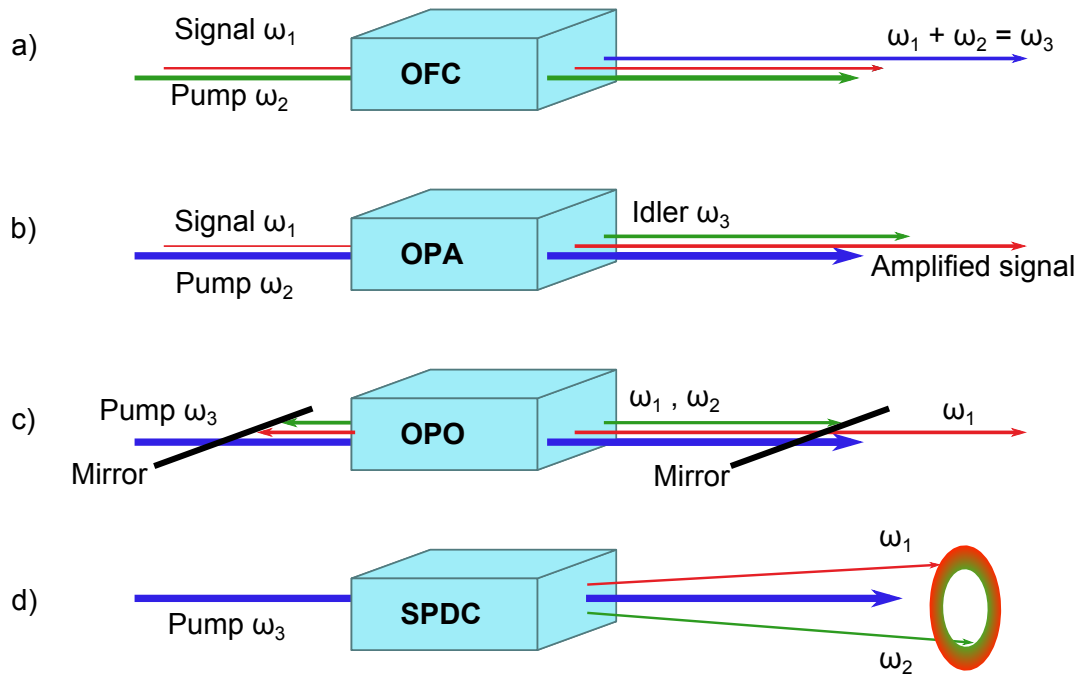 a)
Signal ω₁
Pump ω₂
OFC
ω₁ + ω₂ = ω₃
b)
Signal ω₁
Pump ω₂
OPA
Idler ω₃
Amplified signal
c)
Pump ω₃
Mirror
OPO
ω₁ , ω₂
Mirror
ω₁
d)
Pump ω₃
SPDC
ω₁
ω₂